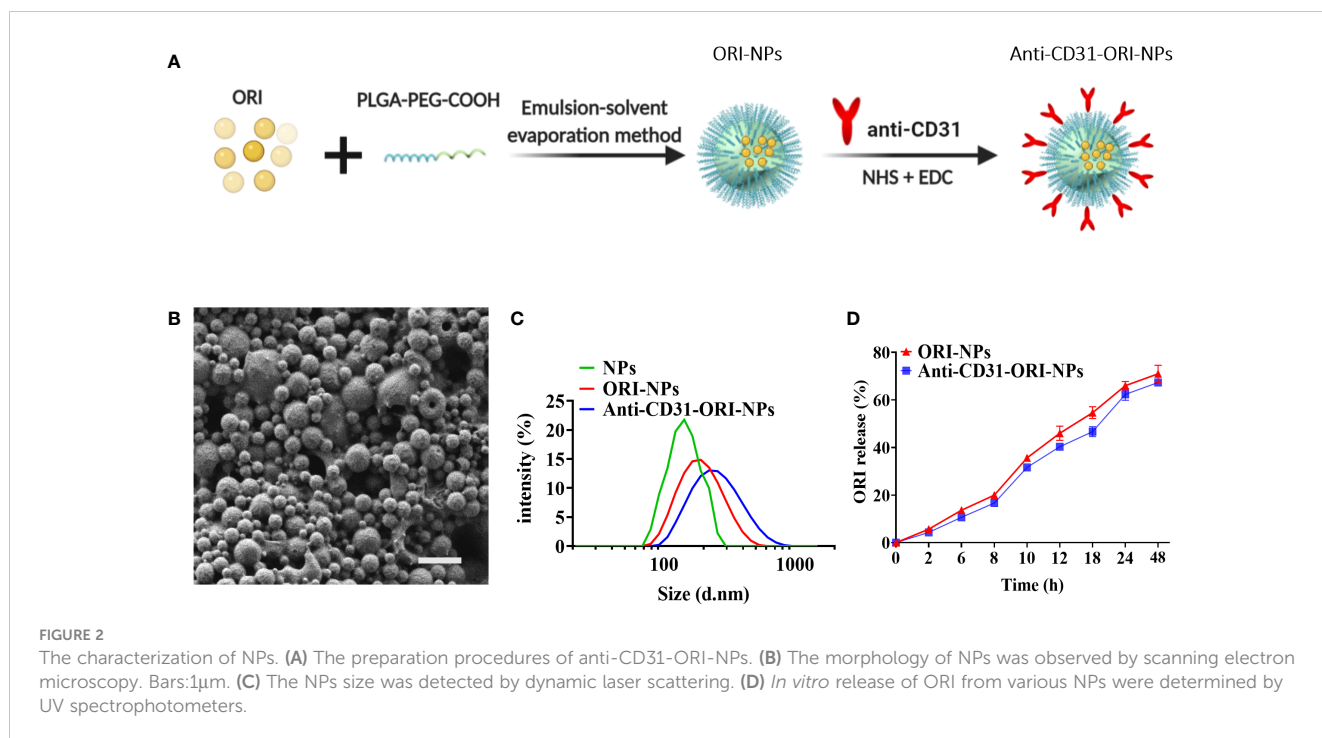 A
ORI
PLGA-PEG-COOH
Emulsion-solvent
evaporation method
ORI-NPs
anti-CD31
NHS + EDC
Anti-CD31-ORI-NPs
B
C
NPs
ORI-NPs
Anti-CD31-ORI-NPs
25
20
15
10
5
0
intensity (%)
100
1000
Size (d.nm)
D
ORI-NPs
Anti-CD31-ORI-NPs
80
60
40
20
0
ORI release (%)
0 2 6 8 10 12 18 24 48
Time (h)
FIGURE 2
The characterization of NPs. (A) The preparation procedures of anti-CD31-ORI-NPs. (B) The morphology of NPs was observed by scanning electron
microscopy. Bars:1μm. (C) The NPs size was detected by dynamic laser scattering. (D) In vitro release of ORI from various NPs were determined by
UV spectrophotometers.